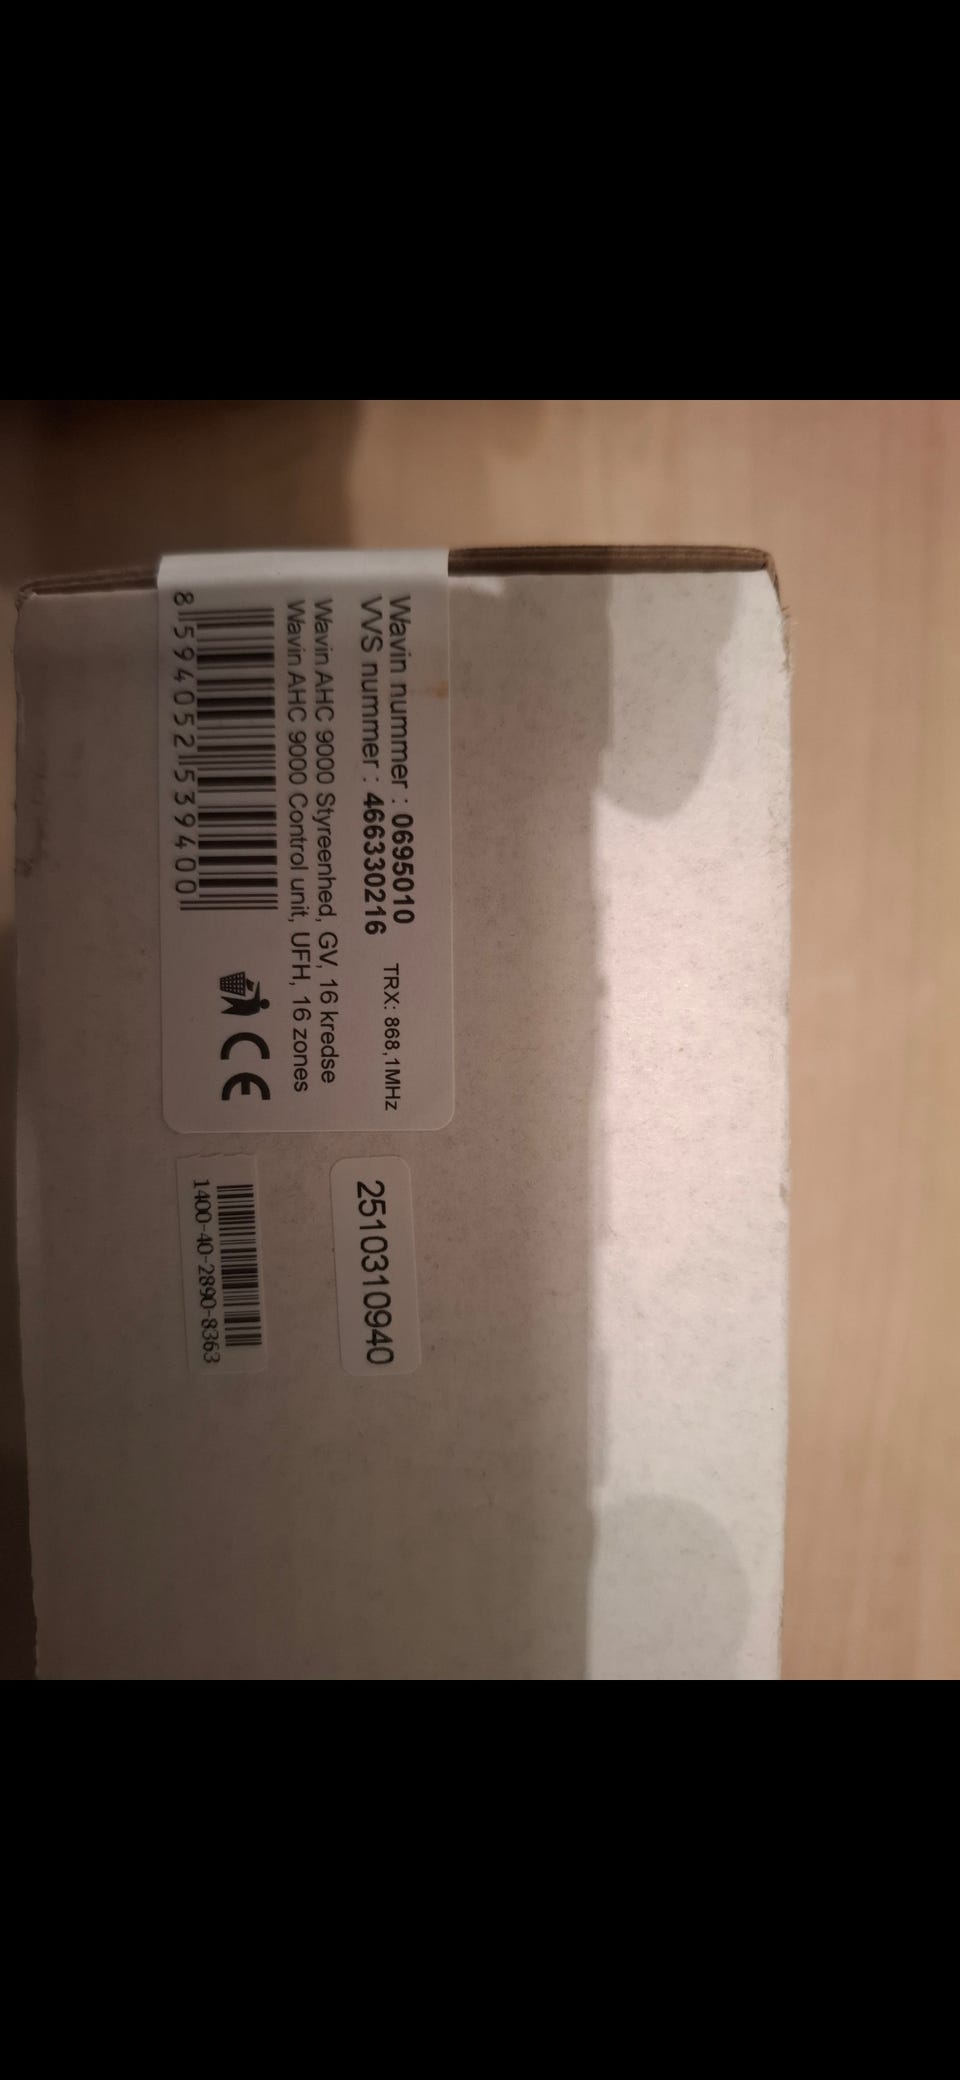 Wavin nummer : 0695010
TRX: 868,1MHz
VVS nummer : 466330216
Wavin AHC 9000 Styreenhed, GV, 16 kredse
Wavin AHC 9000 Control unit, UFH, 16 zones
8 594052 539400
CE
2510310940
1400-40-2890-8363